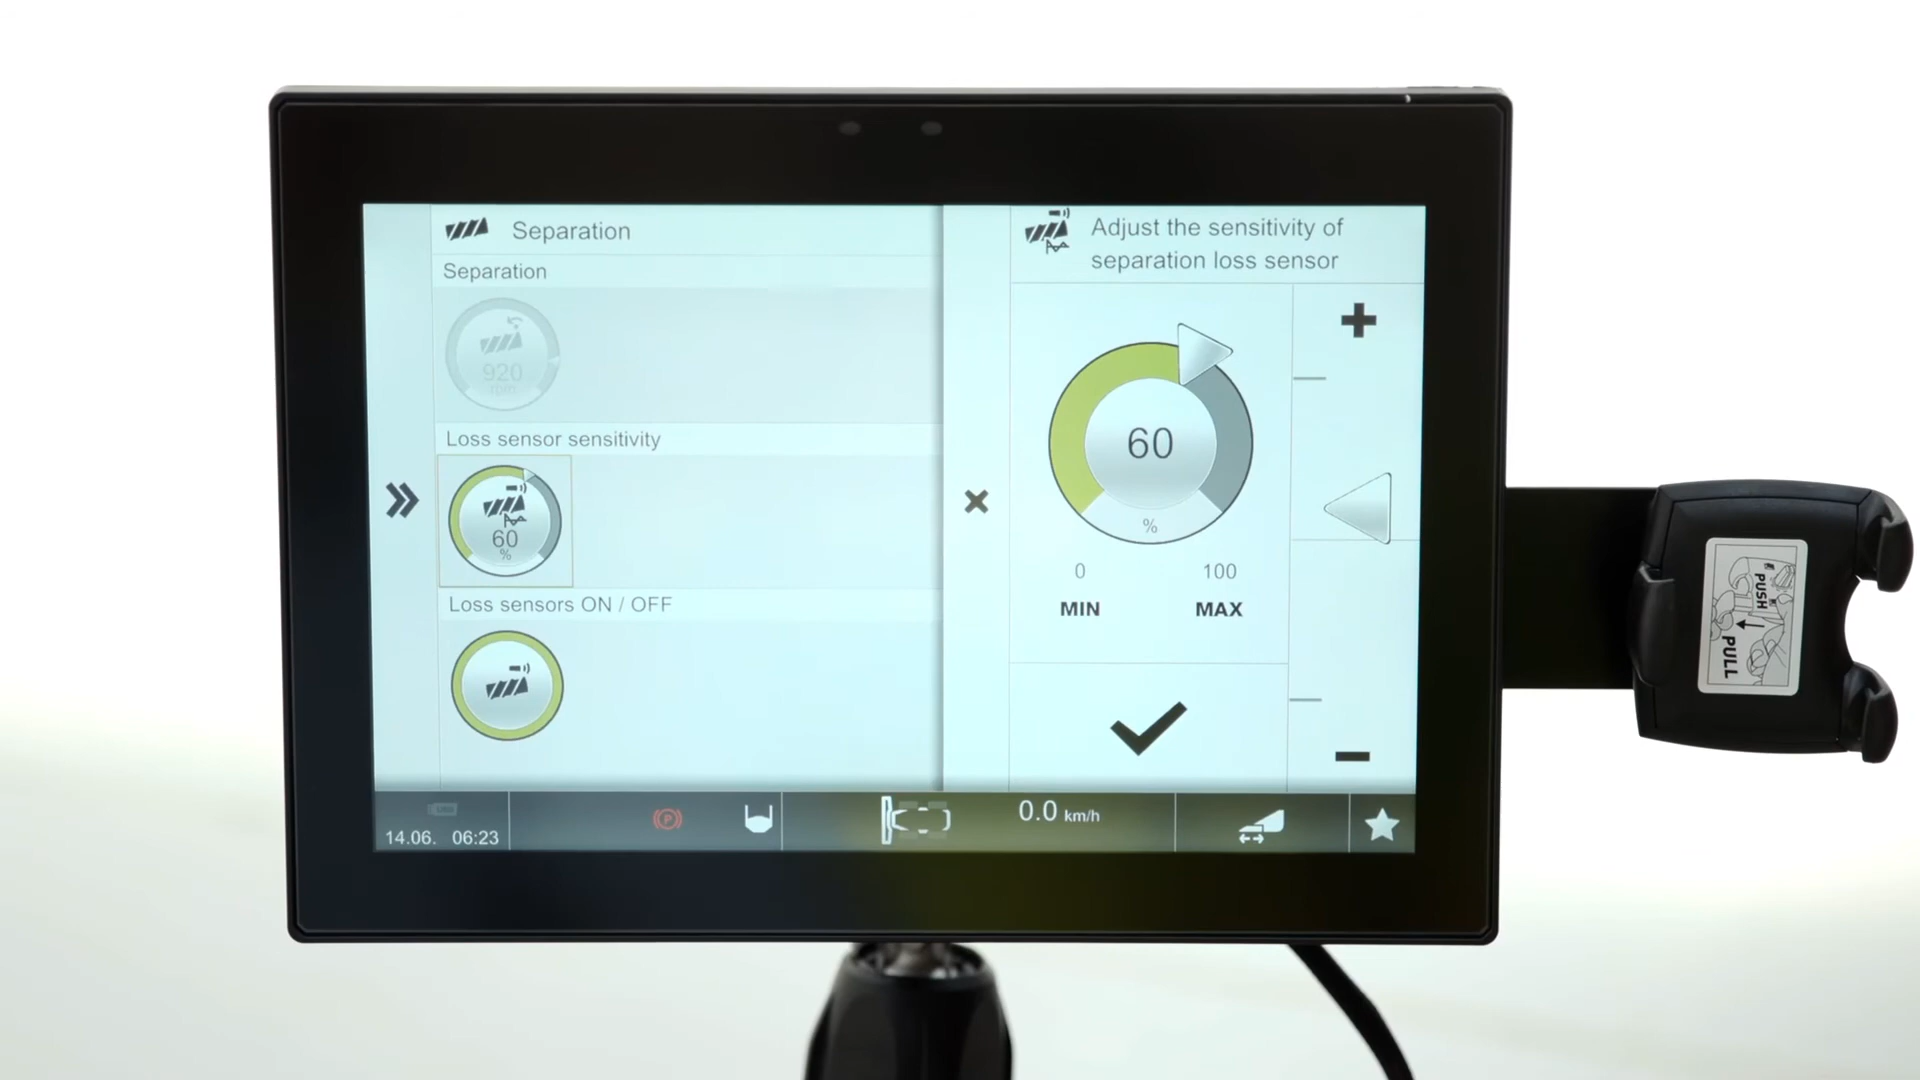 Separation
Separation
920
rpm
Loss sensor sensitivity
60
%
Loss sensors ON / OFF
Adjust the sensitivity of
separation loss sensor
60
%
0 100
MIN MAX
14.06. 06:23
P
0.0 km/h
PUSH
PULL